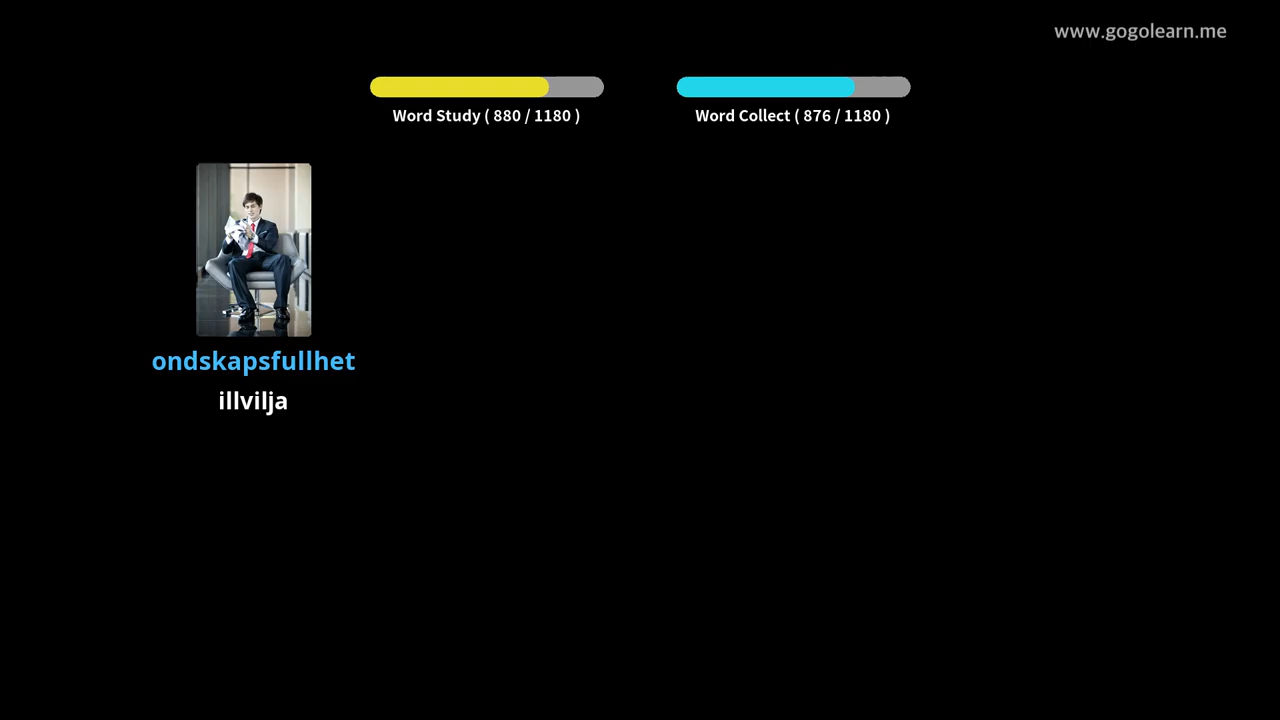 www.gogolearn.me
Word Study ( 880 / 1180 )
Word Collect ( 876 / 1180 )
ondskapsfullhet
illvilja